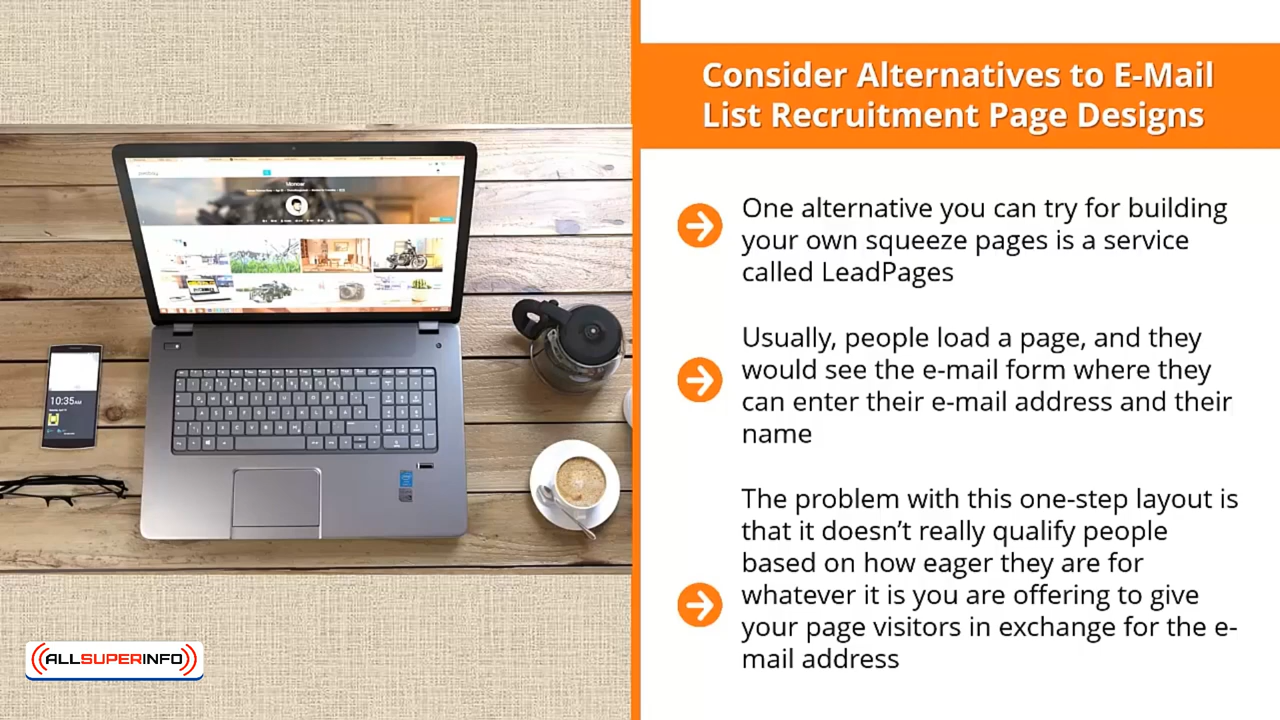 Consider Alternatives to E-Mail
List Recruitment Page Designs
One alternative you can try for building
your own squeeze pages is a service
called LeadPages
Usually, people load a page, and they
would see the e-mail form where they
can enter their e-mail address and their
name
The problem with this one-step layout is
that it doesn’t really qualify people
based on how eager they are for
whatever it is you are offering to give
your page visitors in exchange for the e-
mail address
10:35AM
ALLSUPERINFO